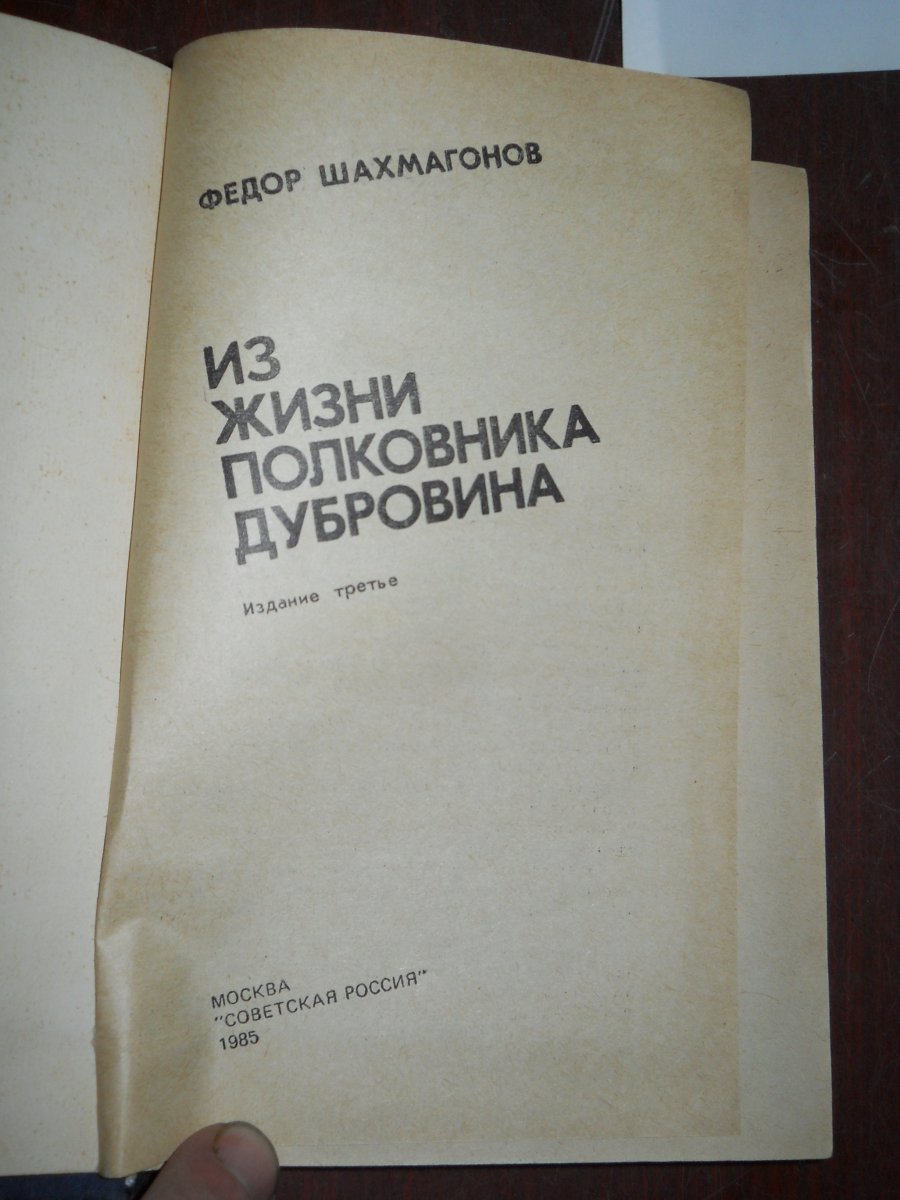 ФЕДОР ШАХМАГОНОВ
ИЗ
ЖИЗНИ
ПОЛКОВНИКА
ДУБРОВИНА
Издание третье
МОСКВА
"СОВЕТСКАЯ РОССИЯ"
1985